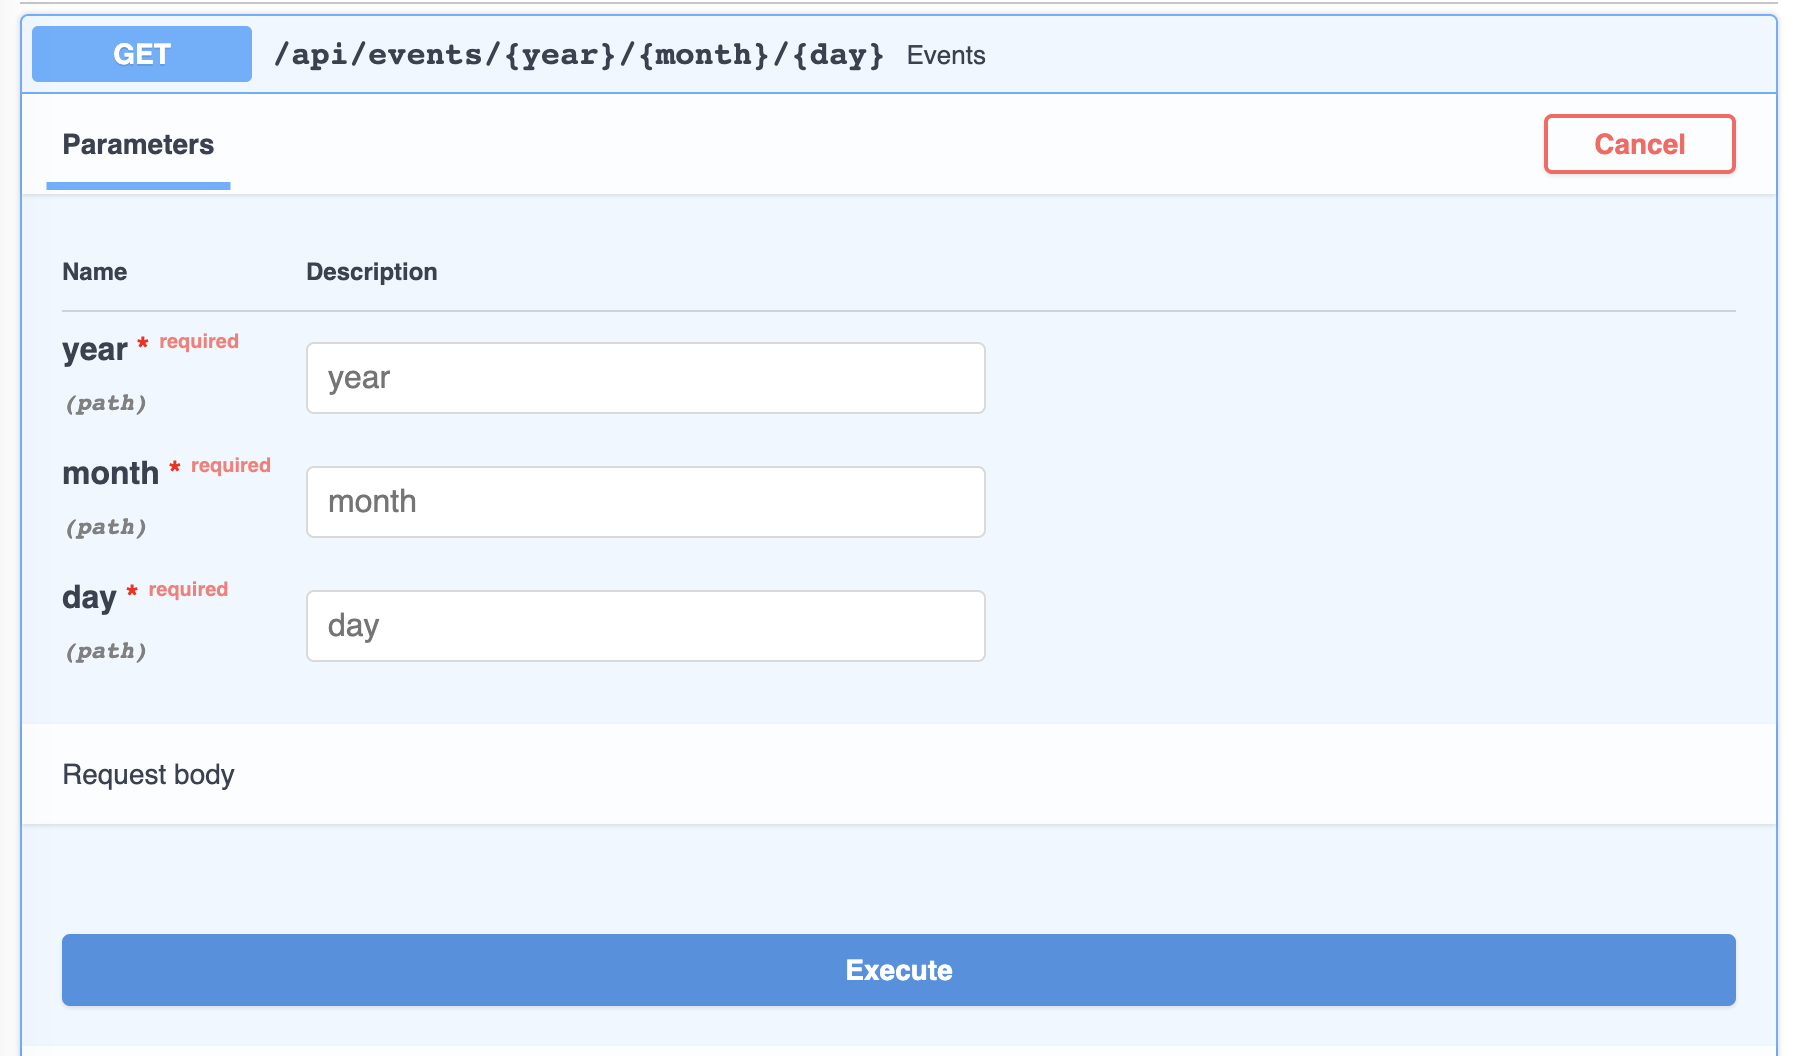 GET /api/events/{year}/{month}/{day} Events
Parameters Cancel
Name Description
year * required
year
(path)
month * required
month
(path)
day * required
day
(path)
Request body
Execute